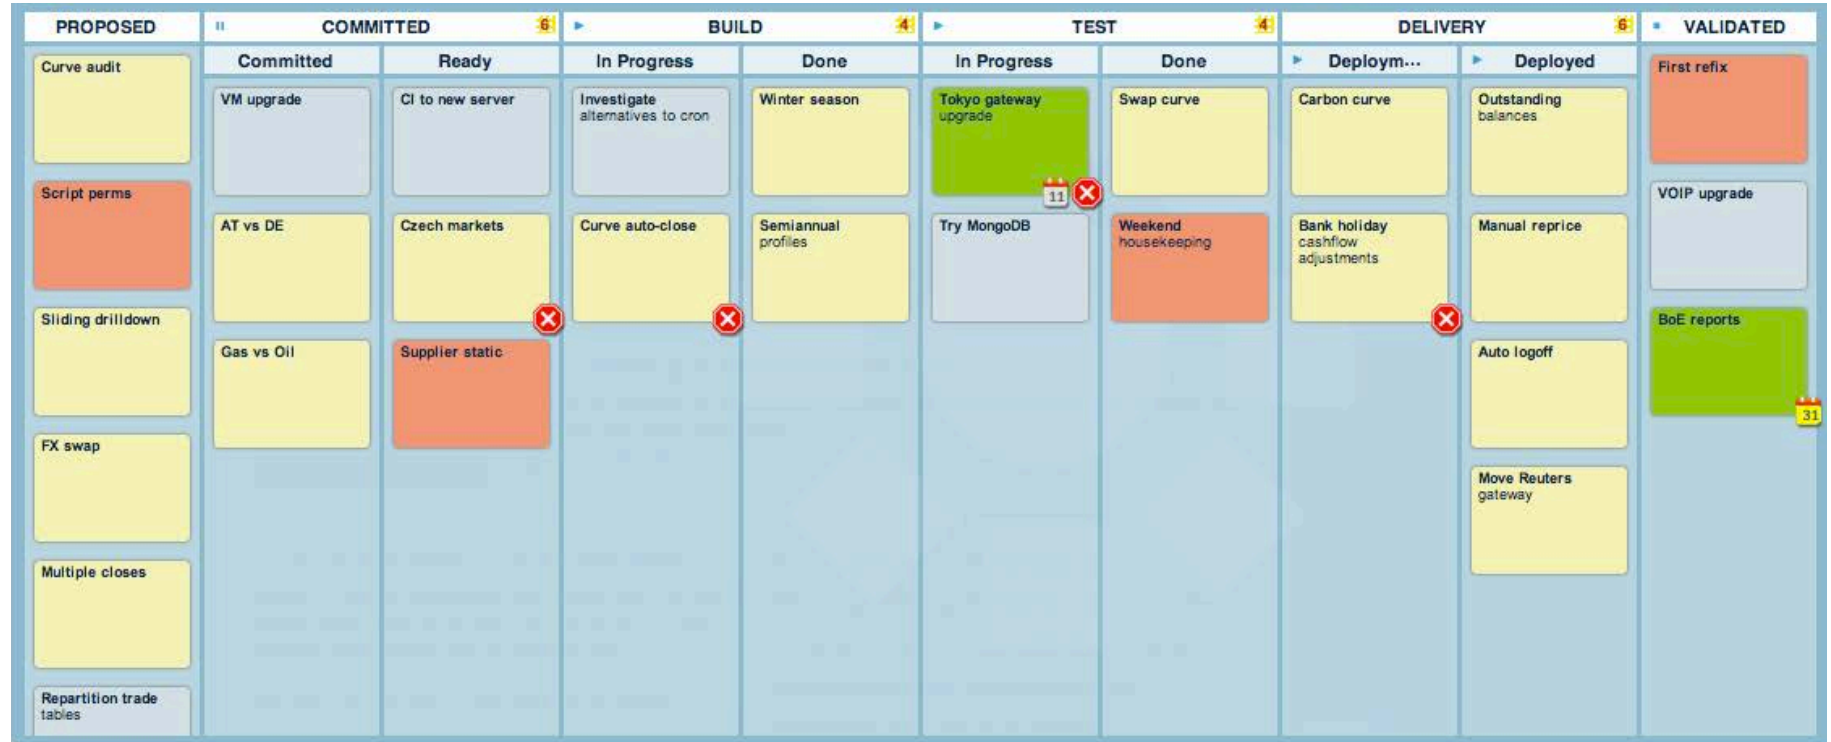 PROPOSED
COMMITTED
6
BUILD
4
TEST
4
DELIVERY
6
VALIDATED
Committed
Ready
In Progress
Done
In Progress
Done
Deploym...
Deployed
Curve audit
Script perms
Sliding drilldown
FX swap
Multiple closes
Repartition trade
tables
VM upgrade
AT vs DE
Gas vs Oil
CI to new server
Czech markets
Supplier static
Investigate
alternatives to cron
Curve auto-close
Winter season
Semiannual
profiles
Tokyo gateway
upgrade
11
Try MongoDB
Swap curve
Weekend
housekeeping
Carbon curve
Bank holiday
cashflow
adjustments
Outstanding
balances
Manual reprice
Auto logoff
Move Reuters
gateway
First refix
VOIP upgrade
BoE reports
31